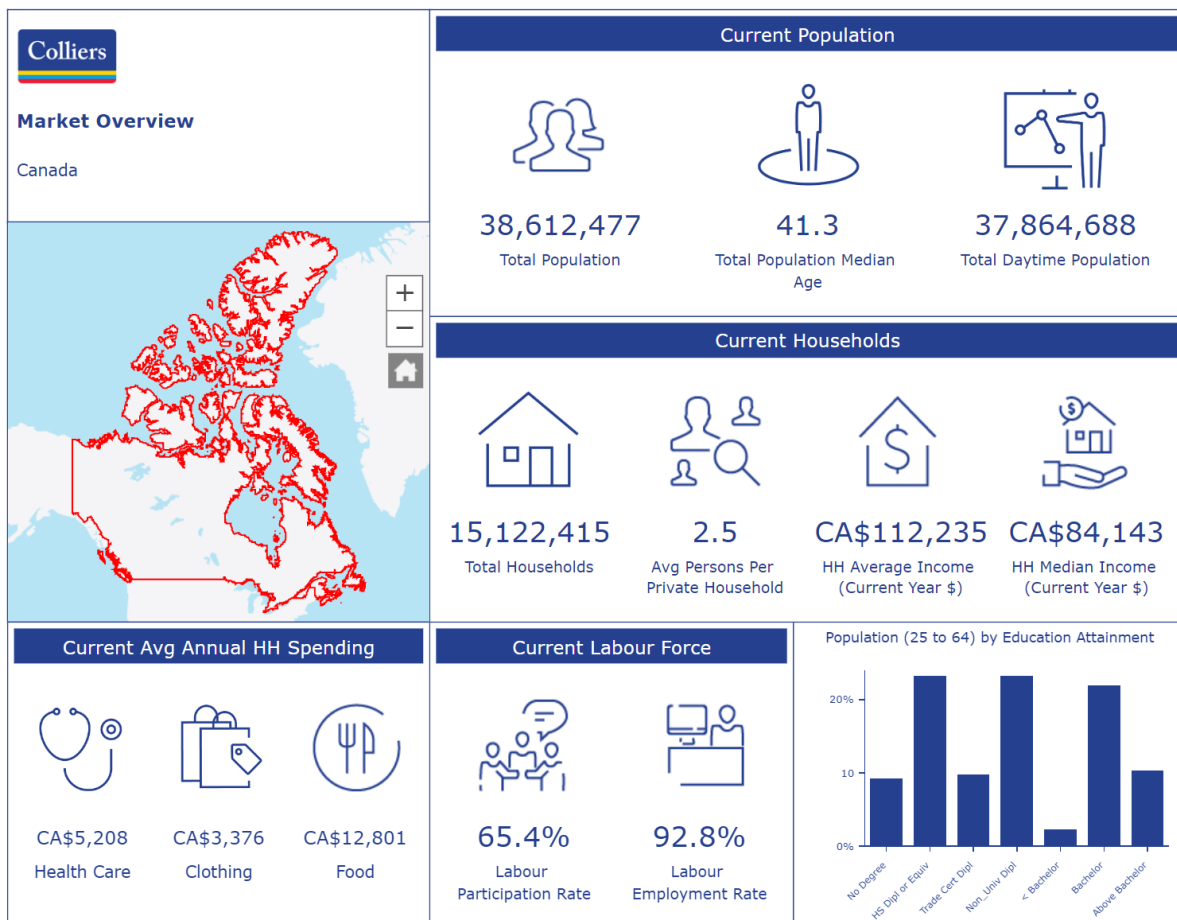 Colliers
Market Overview
Canada
+
−
Current Population
38,612,477
Total Population
41.3
Total Population Median
Age
37,864,688
Total Daytime Population
Current Households
15,122,415
Total Households
2.5
Avg Persons Per
Private Household
$
CA$112,235
HH Average Income
(Current Year $)
$
CA$84,143
HH Median Income
(Current Year $)
Current Avg Annual HH Spending
CA$5,208
Health Care
CA$3,376
Clothing
CA$12,801
Food
Current Labour Force
65.4%
Labour
Participation Rate
92.8%
Labour
Employment Rate
Population (25 to 64) by Education Attainment
20%
10
0%
No Degree
HS Dipl or Equiv
Trade Cert Dipl
Non_Univ Dipl
< Bachelor
Bachelor
Above Bachelor